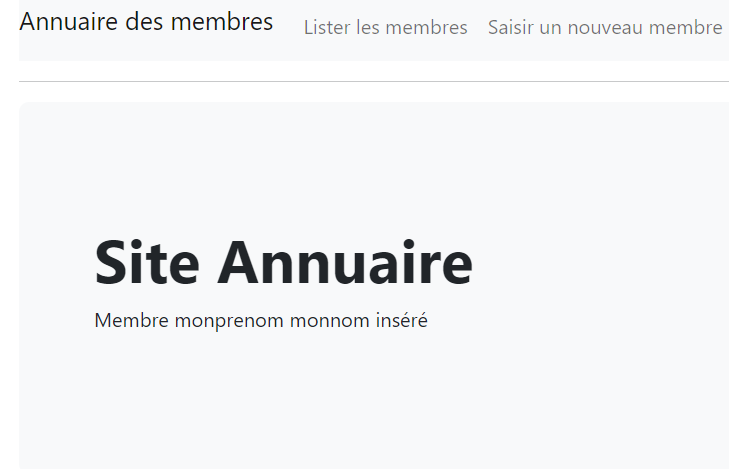 Annuaire des membres Lister les membres Saisir un nouveau membre
Site Annuaire
Membre monprenom monnom inséré